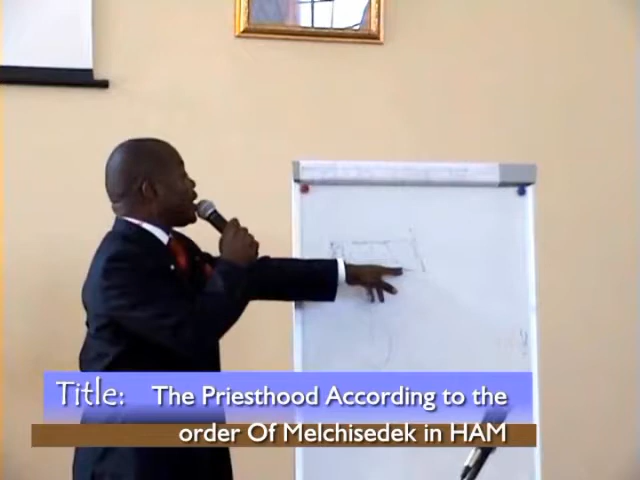 Title: The Priesthood According to the
order Of Melchisedek in HAM